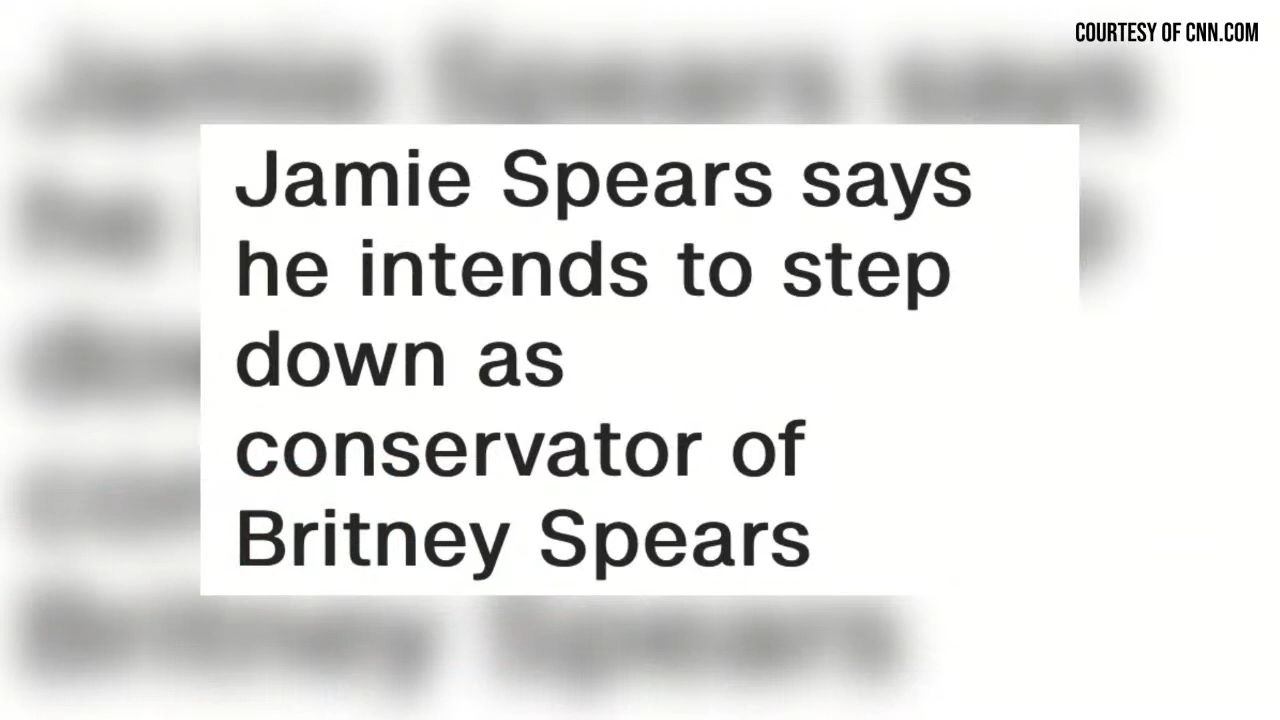 COURTESY OF CNN.COM
Jamie Spears says
he intends to step
down as
conservator of
Britney Spears